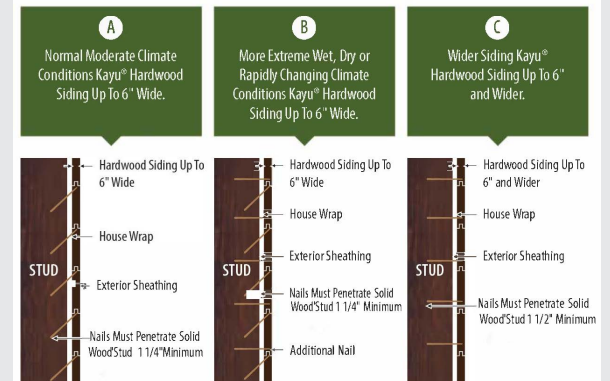 A
Normal Moderate Climate
Conditions Kayu® Hardwood
Siding Up To 6" Wide.
B
More Extreme Wet, Dry or
Rapidly Changing Climate
Conditions Kayu® Hardwood
Siding Up To 6" Wide.
C
Wider Siding Kayu®
Hardwood Siding Up To 6"
and Wider.
Hardwood Siding Up To
6" Wide
House Wrap
STUD
Exterior Sheathing
Nails Must Penetrate Solid
Wood'Stud 1 1/4"Minimum
Hardwood Siding Up To
6" Wide
House Wrap
Exterior Sheathing
STUD
Nails Must Penetrate Solid
Wood'Stud 1 1/4" Minimum
Additional Nail
Hardwood Siding Up To
6" and Wider
House Wrap
Exterior Sheathing
STUD
Nails Must Penetrate Solid
Wood'Stud 1 1/2" Minimum